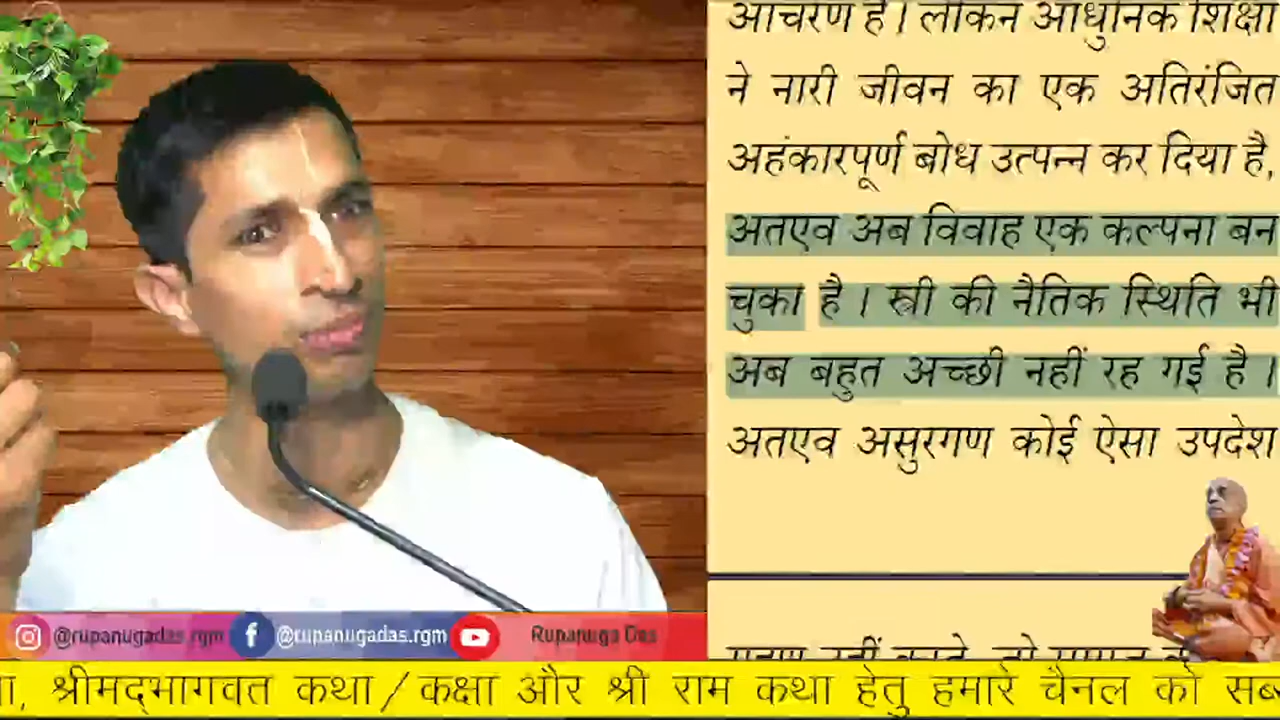 आचरण है। लेकिन आधुनिक शिक्षा
ने नारी जीवन का एक अतिरंजित
अहंकारपूर्ण बोध उत्पन्न कर दिया है,
अतएव अब विवाह एक कल्पना बन
चुका है। स्त्री की नैतिक स्थिति भी
अब बहुत अच्छी नहीं रह गई है।
अतएव असुरगण कोई ऐसा उपदेश
@rupanugadas.rgm @rupanugadas.rgm Rupanuga Das
श्रीमद्भागवत कथा/कक्षा और श्री राम कथा हेतु हमारे चैनल को सब